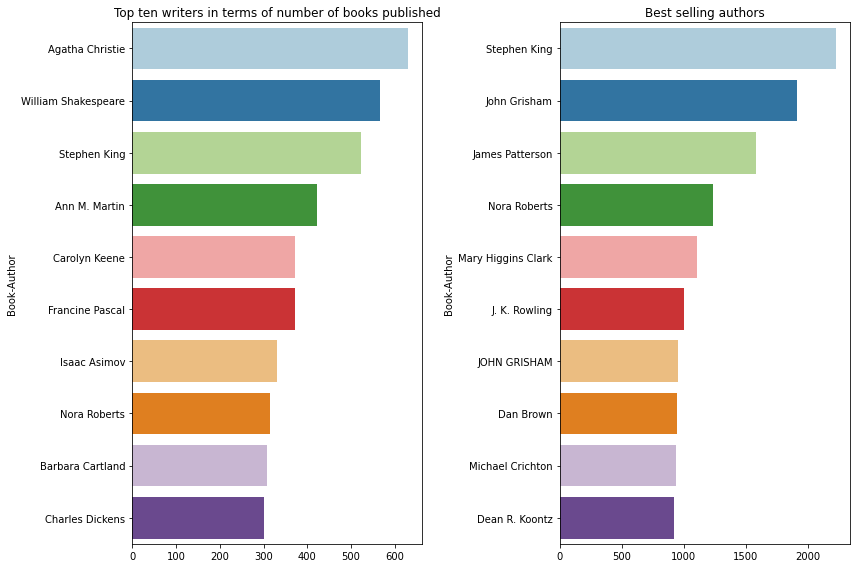 Top ten writers in terms of number of books published
Book-Author
Agatha Christie
William Shakespeare
Stephen King
Ann M. Martin
Carolyn Keene
Francine Pascal
Isaac Asimov
Nora Roberts
Barbara Cartland
Charles Dickens
0 100 200 300 400 500 600
Best selling authors
Book-Author
Stephen King
John Grisham
James Patterson
Nora Roberts
Mary Higgins Clark
J. K. Rowling
JOHN GRISHAM
Dan Brown
Michael Crichton
Dean R. Koontz
0 500 1000 1500 2000